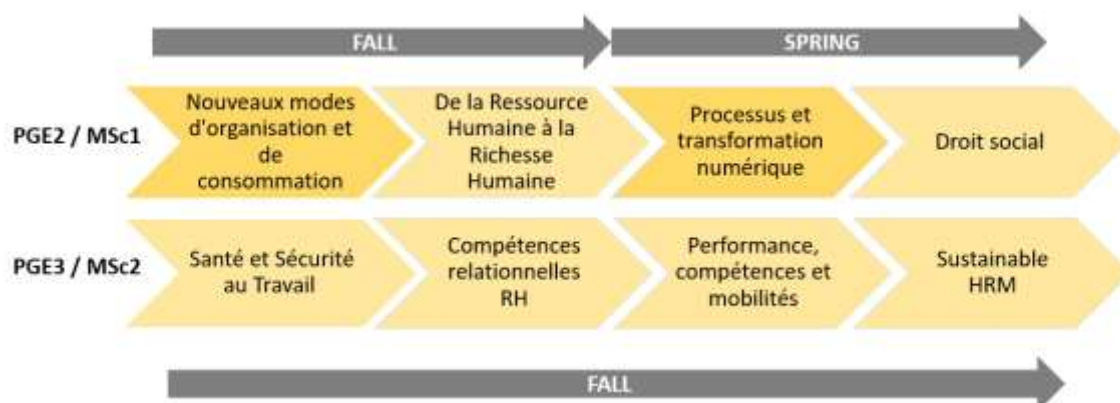 FALL
SPRING
PGE2 / MSc1
Nouveaux modes
d'organisation et
de
consommation
De la Ressource
Humaine à la
Richesse
Humaine
Processus et
transformation
numérique
Droit social
PGE3 / MSc2
Santé et Sécurité
au Travail
Compétences
relationnelles
RH
Performance,
compétences et
mobilités
Sustainable
HRM
FALL